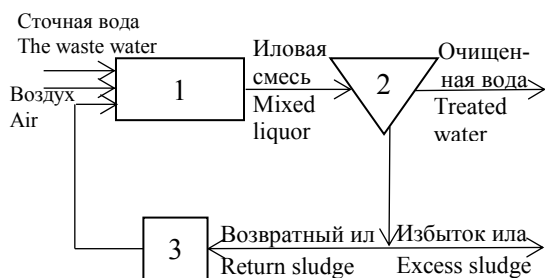 Сточная вода
The waste water
Воздух
Air
1
Иловая
смесь
Mixed
liquor
2
Очищен-
ная вода
Treated
water
3
Возвратный ил
Return sludge
Избыток ила
Excess sludge